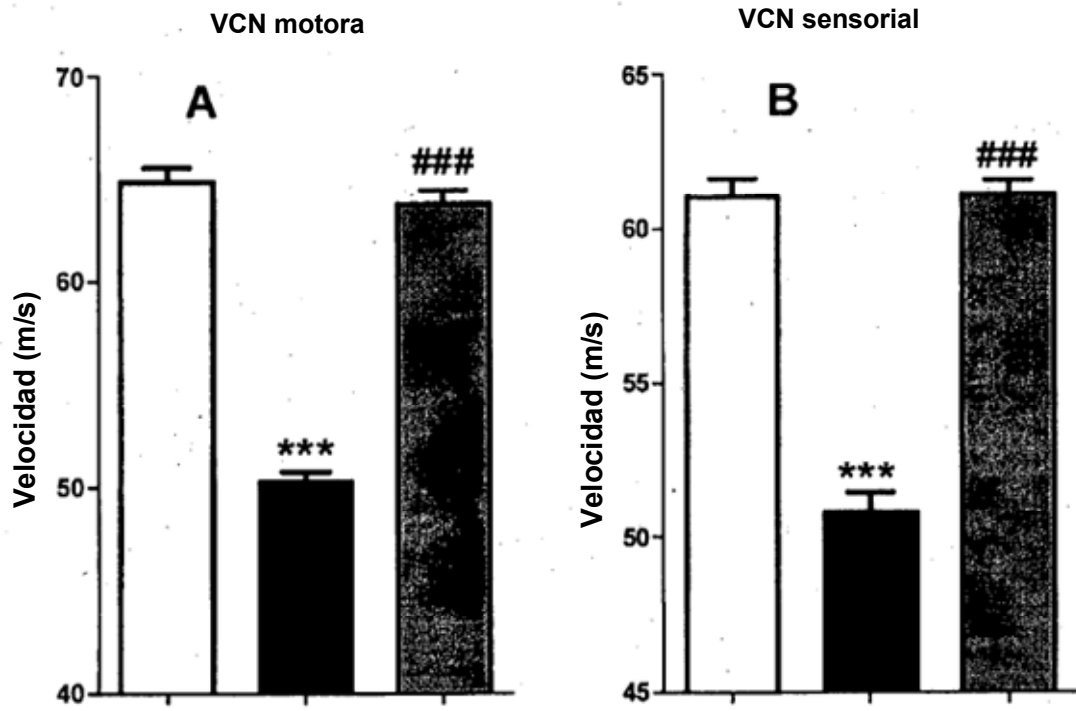 VCN motora
A
70
60
50
40
Velocidad (m/s)
***
###
VCN sensorial
B
65
60
55
50
45
Velocidad (m/s)
***
###